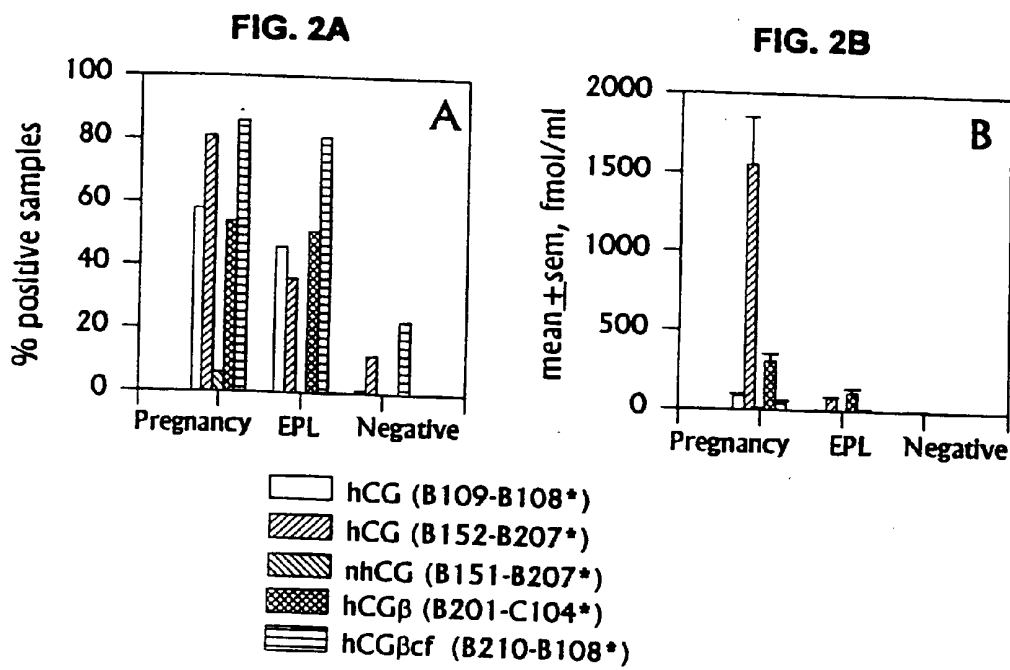 FIG. 2A
% positive samples
100
80
60
40
20
0
A
Pregnancy EPL Negative
FIG. 2B
mean±sem, fmol/ml
2000
1500
1000
500
0
B
Pregnancy EPL Negative
hCG (B109-B108*)
hCG (B152-B207*)
nhCG (B151-B207*)
hCGβ (B201-C104*)
hCGβcf (B210-B108*)